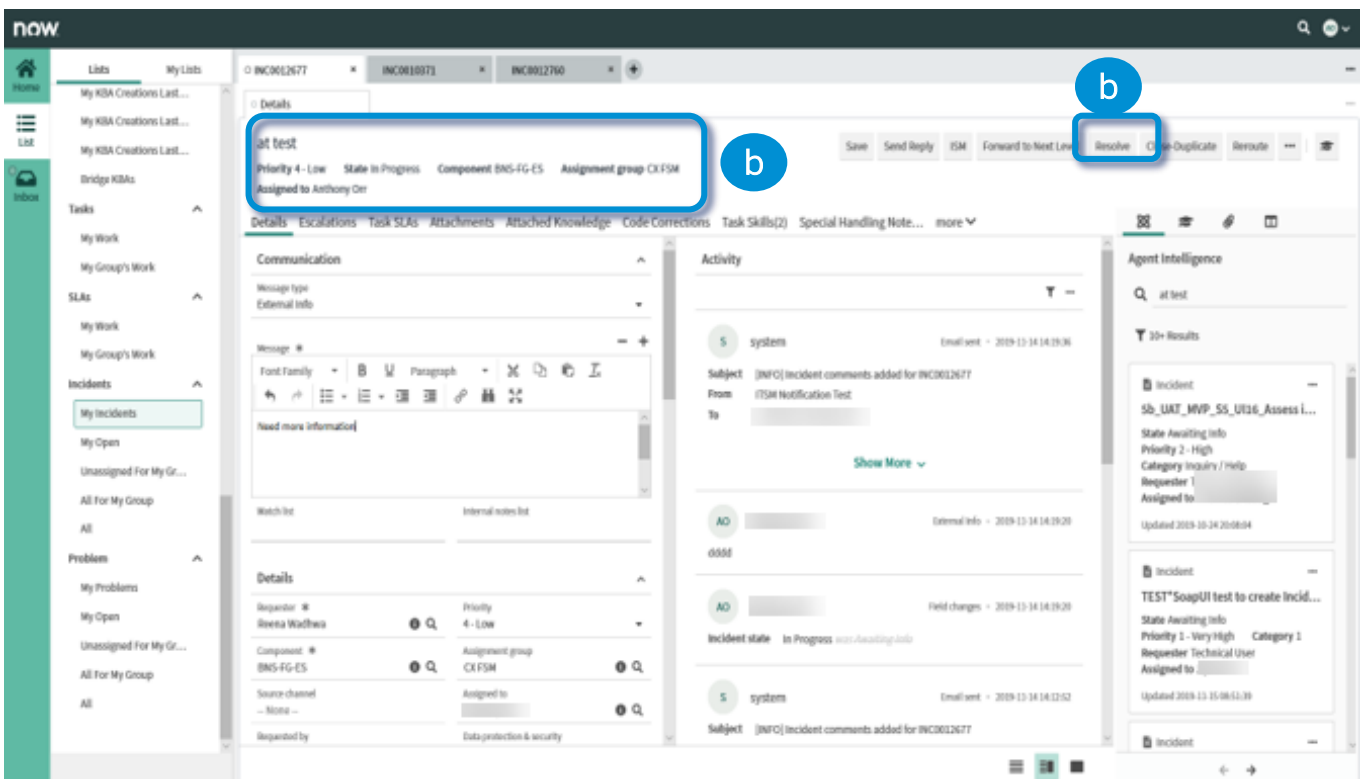 now
Home
List
Inbox
Lists My Lists
My KBA Creations Last...
My KBA Creations Last...
My KBA Creations Last...
Bridge KBAs
Tasks
My Work
My Group's Work
SLAs
My Work
My Group's Work
Incidents
My Incidents
My Open
Unassigned For My Gr...
All For My Group
All
Problem
My Problems
My Open
Unassigned For My Gr...
All For My Group
All
INC0012677 INC0010371 INC0012760
Details
b
at test
Priority 4 - Low State In Progress Component BNS-FG-ES Assignment group CX FSM
Assigned to Anthony Orr
b
Save Send Reply ISM Forward to Next Leve Resolve Close-Duplicate Reroute
Details Escalations Task SLAs Attachments Attached Knowledge Code Corrections Task Skills(2) Special Handling Note... more
Communication
Message type
External Info
Message
Font Family B U Paragraph
Need more information
Watch list Internal notes list
Details
Requester Priority
Reena Wadhwa 4 - Low
Component Assignment group
BNS-FG-ES CX FSM
Source channel Assigned to
-- None --
Requested by Data protection & security
Activity
S system Email sent • 2019-11-14 14:19:36
Subject [INFO] Incident comments added for INC0012677
From ITSM Notification Test
To
Show More
AO External Info • 2019-11-14 14:19:20
dddd
AO Field changes • 2019-11-14 14:19:20
Incident state In Progress was Awaiting Info
S system Email sent • 2019-11-14 14:12:52
Subject [INFO] Incident comments added for INC0012677
Agent Intelligence
at test
10+ Results
Incident
Sb_UAT_MVP_S5_UI16_Assess i...
State Awaiting Info
Priority 2 - High
Category Inquiry / Help
Requester
Assigned to
Updated 2019-10-24 20:08:04
Incident
TEST*SoapUI test to create Incid...
State Awaiting Info
Priority 1 - Very High Category 1
Requester Technical User
Assigned to
Updated 2019-11-15 08:51:39
Incident